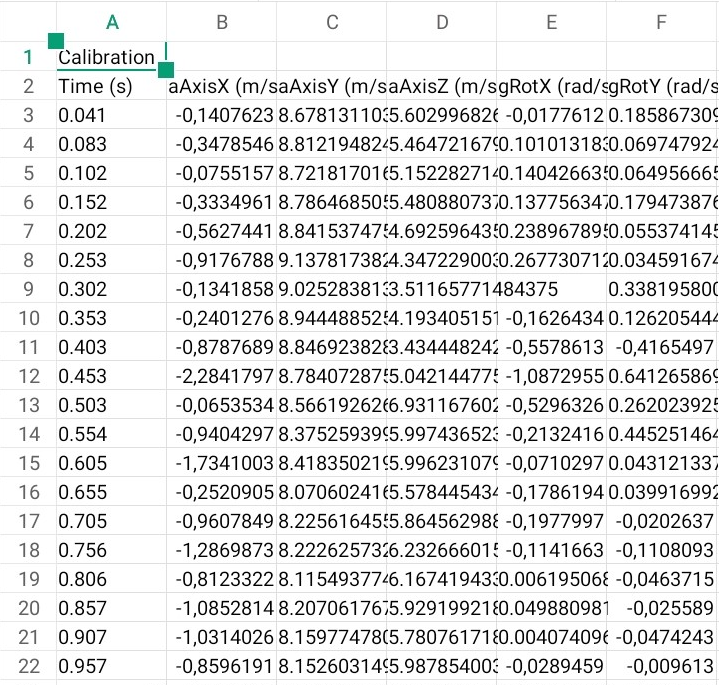 A B C D E F
1 Calibration
2 Time (s) aAxisX (m/s aAxisY (m/s aAxisZ (m/s gRotX (rad/s gRotY (rad/s
3 0.041 -0,1407623 8.67813110 5.602996826 -0,0177612 0.185867309
4 0.083 -0,3478546 8.812194824 5.464721679 0.101013183 0.069747924
5 0.102 -0,0755157 8.721817016 5.152282714 0.140426635 0.064956665
6 0.152 -0,3334961 8.786468505 5.480880737 0.137756347 0.179473876
7 0.202 -0,5627441 8.841537475 4.692596435 0.238967895 0.055374145
8 0.253 -0,9176788 9.137817382 4.347229003 0.267730712 0.034591674
9 0.302 -0,1341858 9.025283813 3.51165771484375 0.338195800
10 0.353 -0,2401276 8.944488525 4.193405151 -0,1626434 0.126205444
11 0.403 -0,8787689 8.846923828 3.434448242 -0,5578613 -0,4165497
12 0.453 -2,2841797 8.784072875 5.042144775 -1,0872955 0.641265869
13 0.503 -0,0653534 8.566192626 6.931167602 -0,5296326 0.262023925
14 0.554 -0,9404297 8.375259399 5.997436523 -0,2132416 0.445251464
15 0.605 -1,7341003 8.418350219 5.996231079 -0,0710297 0.043121337
16 0.655 -0,2520905 8.070602416 5.578445434 -0,1786194 0.039916992
17 0.705 -0,9607849 8.225616455 5.864562988 -0,1977997 -0,0202637
18 0.756 -1,2869873 8.222625732 6.232666015 -0,1141663 -0,1108093
19 0.806 -0,8123322 8.115493774 6.167419433 0.006195068 -0,0463715
20 0.857 -1,0852814 8.207061767 5.929199218 0.049880981 -0,025589
21 0.907 -1,0314026 8.159774780 5.780761718 0.004074096 -0,0474243
22 0.957 -0,8596191 8.152603149 5.987854003 -0,0289459 -0,009613